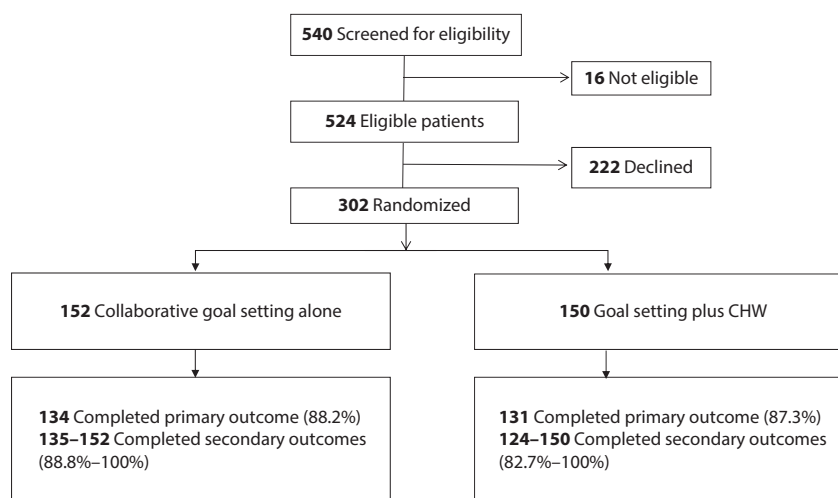 540 Screened for eligibility
16 Not eligible
524 Eligible patients
222 Declined
302 Randomized
152 Collaborative goal setting alone
150 Goal setting plus CHW
134 Completed primary outcome (88.2%)
135–152 Completed secondary outcomes
(88.8%–100%)
131 Completed primary outcome (87.3%)
124–150 Completed secondary outcomes
(82.7%–100%)